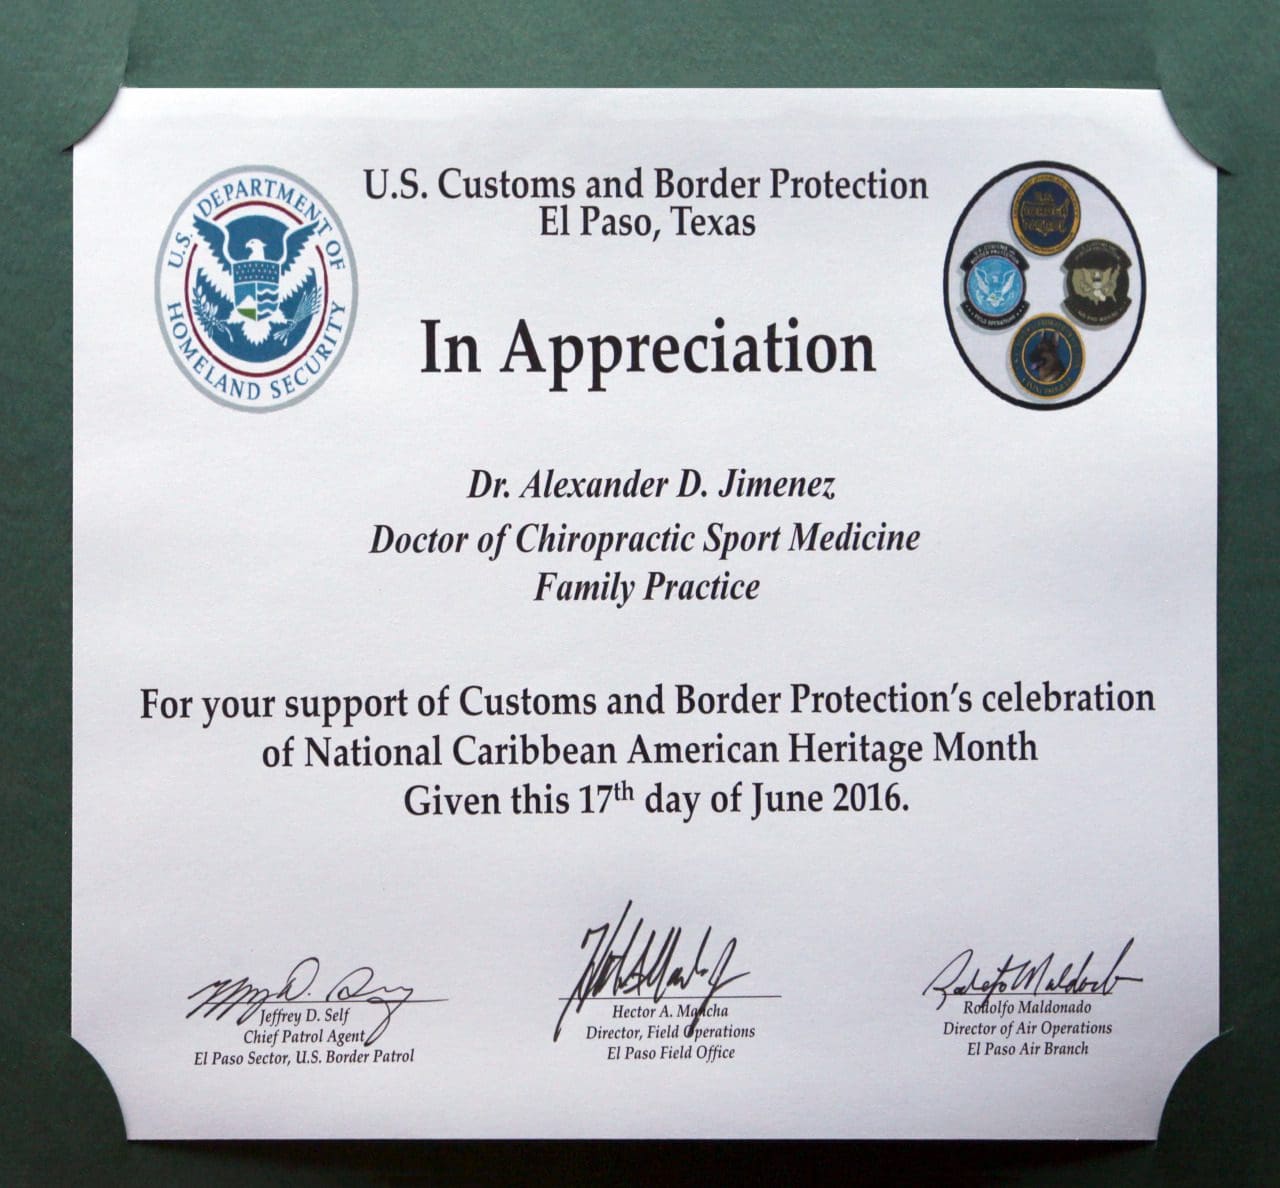 U.S. Customs and Border Protection
El Paso, Texas
U.S. DEPARTMENT OF
HOMELAND SECURITY
In Appreciation
Dr. Alexander D. Jimenez
Doctor of Chiropractic Sport Medicine
Family Practice
For your support of Customs and Border Protection's celebration
of National Caribbean American Heritage Month
Given this 17th day of June 2016.
Jeffrey D. Self
Chief Patrol Agent
El Paso Sector, U.S. Border Patrol
Hector A. Mancha
Director, Field Operations
El Paso Field Office
Rodolfo Maldonado
Director of Air Operations
El Paso Air Branch